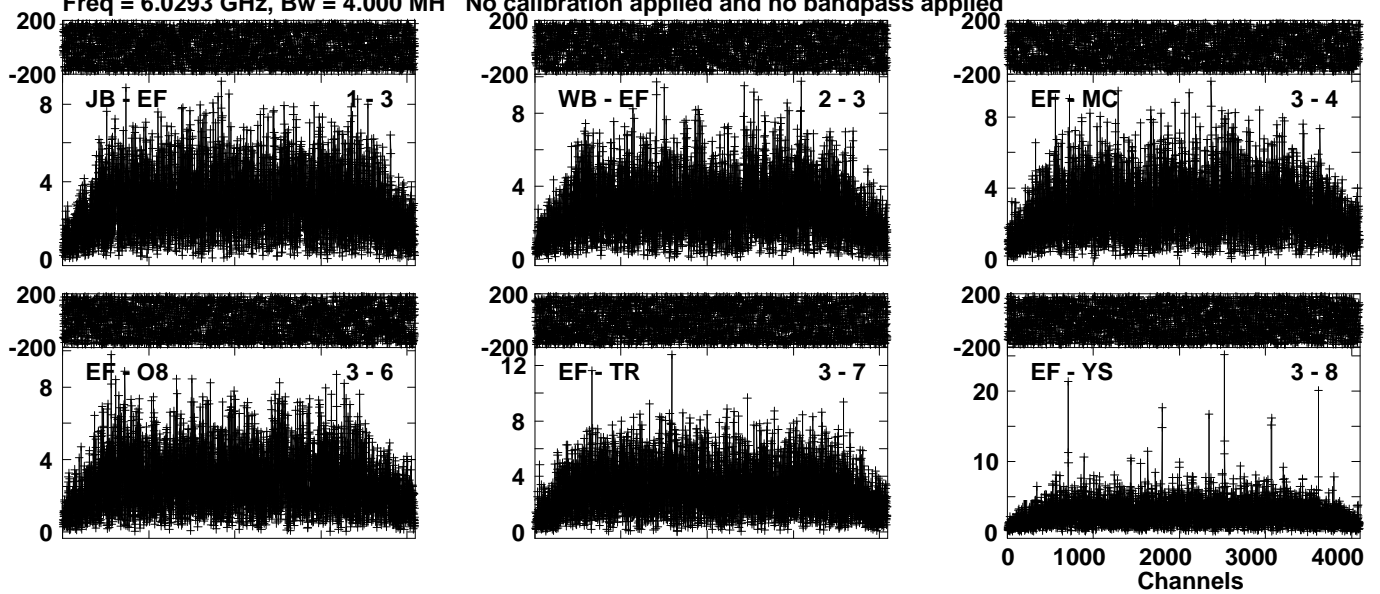 Freq = 6.0293 GHz, Bw = 4.000 MH No calibration applied and no bandpass applied
200 200 200
-200 -200 -200
JB - EF 1 - 3 WB - EF 2 - 3 EF - MC 3 - 4
8 8 8
4 4 4
0 0 0
200 200 200
-200 -200 -200
EF - O8 3 - 6 EF - TR 3 - 7 EF - YS 3 - 8
8 12 20
4 8 10
0 4 0
0
0 1000 2000 3000 4000
Channels